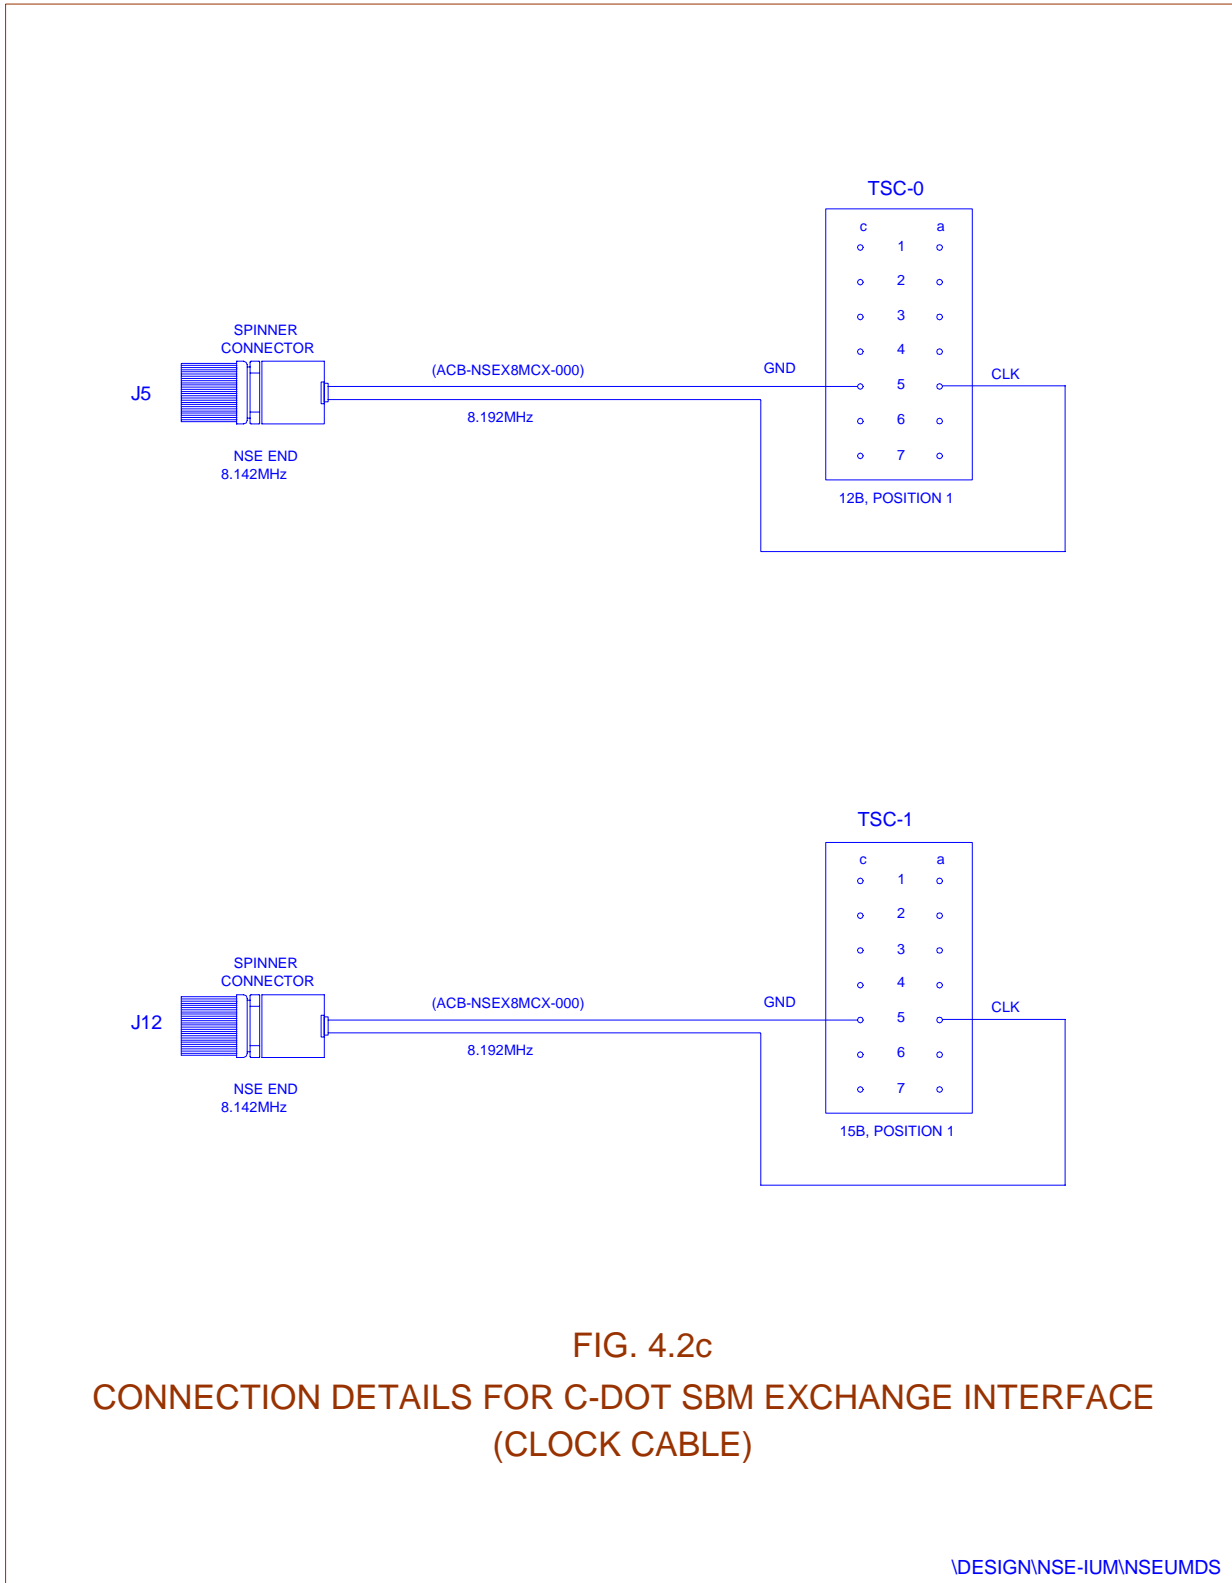 TSC-0
c a
1
2
3
4
5
6
7
SPINNER
CONNECTOR
J5
(ACB-NSEX8MCX-000)
GND
CLK
8.192MHz
NSE END
8.142MHz
12B, POSITION 1
TSC-1
c a
1
2
3
4
5
6
7
SPINNER
CONNECTOR
J12
(ACB-NSEX8MCX-000)
GND
CLK
8.192MHz
NSE END
8.142MHz
15B, POSITION 1
FIG. 4.2c
CONNECTION DETAILS FOR C-DOT SBM EXCHANGE INTERFACE
(CLOCK CABLE)
\DESIGN\NSE-IUM\NSEUMDS